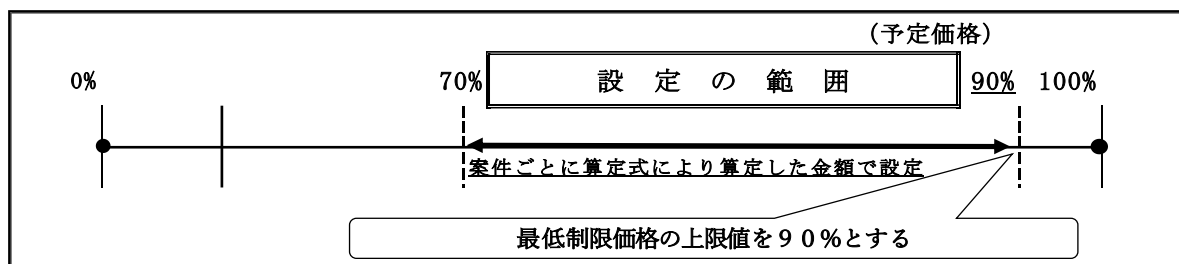 （予定価格）
0%
70%
設 定 の 範 囲
90%
100%
案件ごとに算定式により算定した金額で設定
最低制限価格の上限値を９０％とする